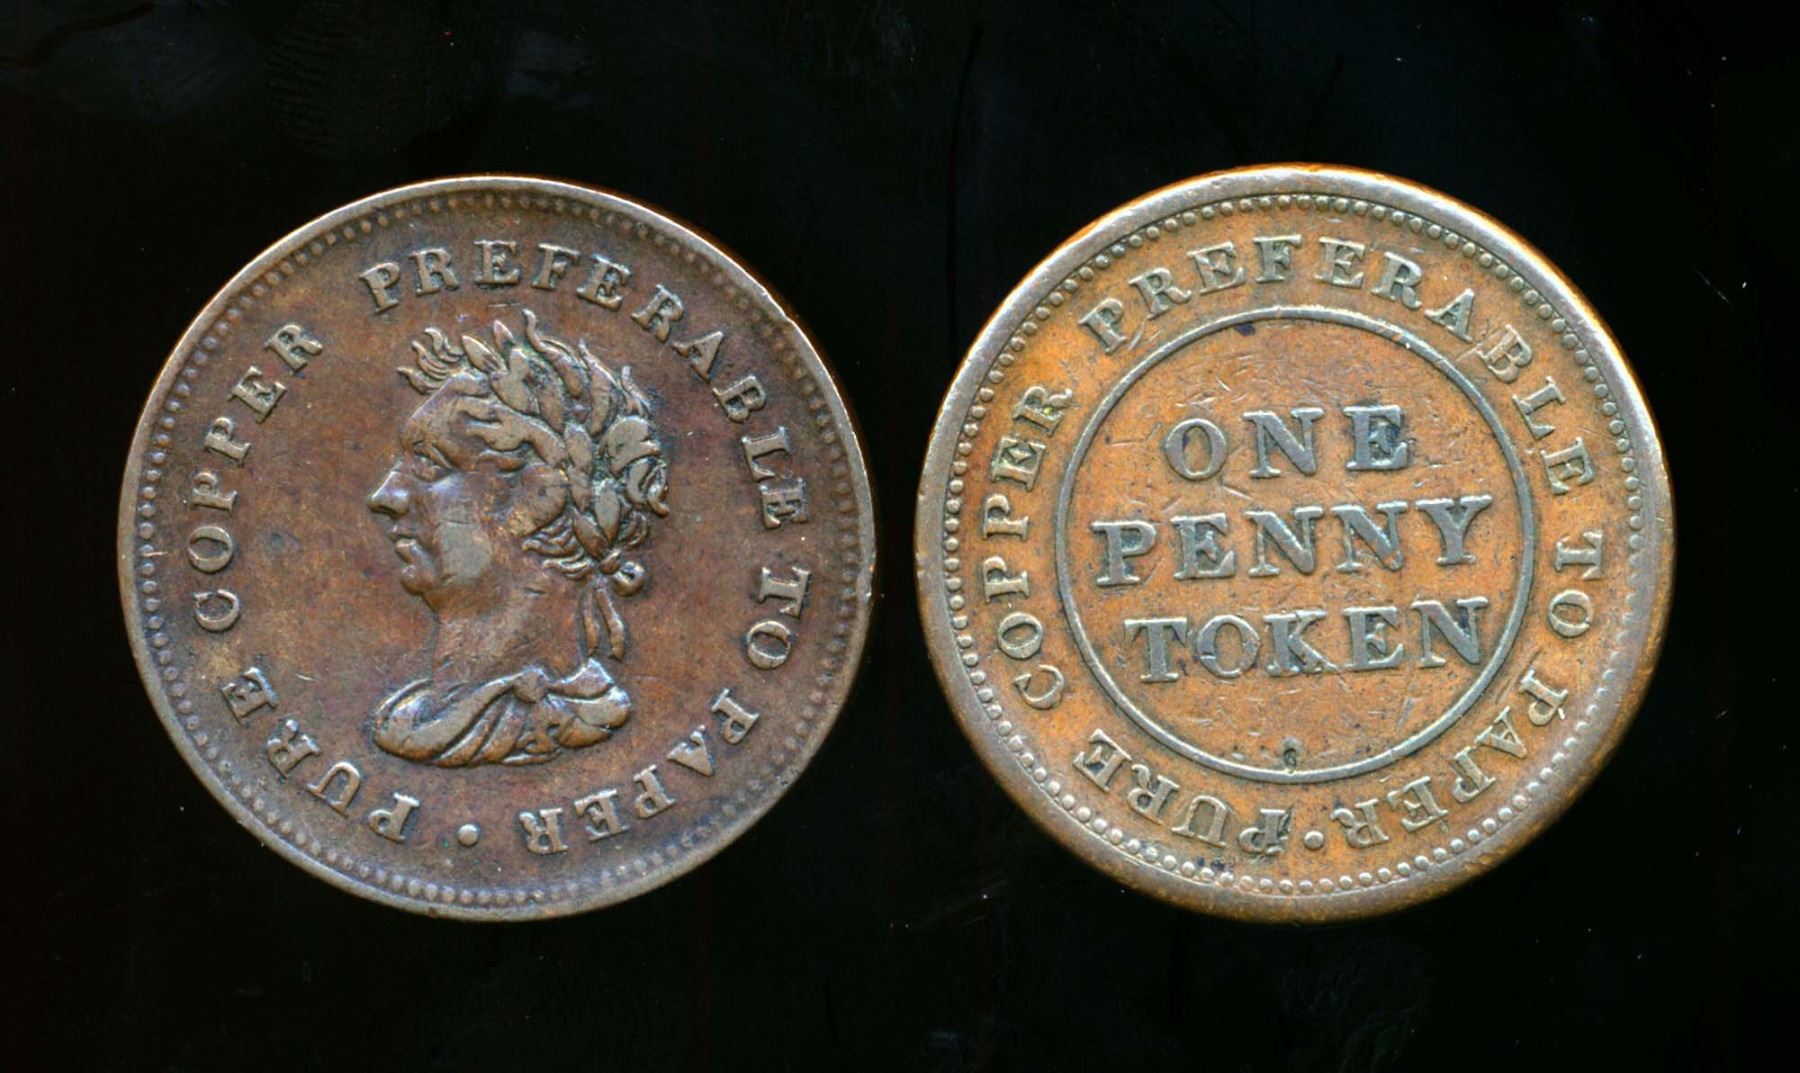 PURE COPPER PREFERABLE TO PAPER ·
PURE COPPER PREFERABLE TO PAPER ·
ONE
PENNY
TOKEN